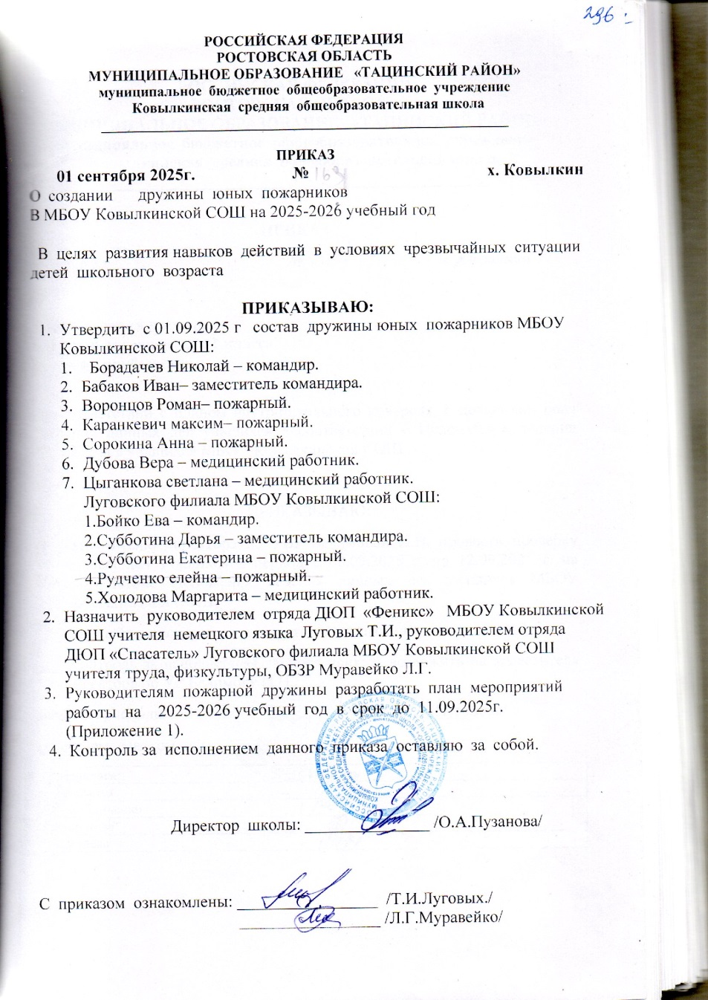 296
РОССИЙСКАЯ ФЕДЕРАЦИЯ
РОСТОВСКАЯ ОБЛАСТЬ
МУНИЦИПАЛЬНОЕ ОБРАЗОВАНИЕ «ТАЦИНСКИЙ РАЙОН»
муниципальное бюджетное общеобразовательное учреждение
Ковылкинская средняя общеобразовательная школа
ПРИКАЗ
01 сентября 2025г. № х. Ковылкин
О создании дружины юных пожарников
В МБОУ Ковылкинской СОШ на 2025-2026 учебный год
В целях развития навыков действий в условиях чрезвычайных ситуации
детей школьного возраста
ПРИКАЗЫВАЮ:
1. Утвердить с 01.09.2025 г состав дружины юных пожарников МБОУ
Ковылкинской СОШ:
1. Борадачев Николай – командир.
2. Бабаков Иван– заместитель командира.
3. Воронцов Роман– пожарный.
4. Каранкевич максим– пожарный.
5. Сорокина Анна – пожарный.
6. Дубова Вера – медицинский работник.
7. Цыганкова светлана – медицинский работник.
Луговского филиала МБОУ Ковылкинской СОШ:
1.Бойко Ева – командир.
2.Субботина Дарья – заместитель командира.
3.Субботина Екатерина – пожарный.
4.Рудченко елейна – пожарный.
5.Холодова Маргарита – медицинский работник.
2. Назначить руководителем отряда ДЮП «Феникс» МБОУ Ковылкинской
СОШ учителя немецкого языка Луговых Т.И., руководителем отряда
ДЮП «Спасатель» Луговского филиала МБОУ Ковылкинской СОШ
учителя труда, физкультуры, ОБЗР Муравейко Л.Г.
3. Руководителям пожарной дружины разработать план мероприятий
работы на 2025-2026 учебный год в срок до 11.09.2025г.
(Приложение 1).
4. Контроль за исполнением данного приказа оставляю за собой.
Директор школы: /О.А.Пузанова/
С приказом ознакомлены: /Т.И.Луговых./
/Л.Г.Муравейко/